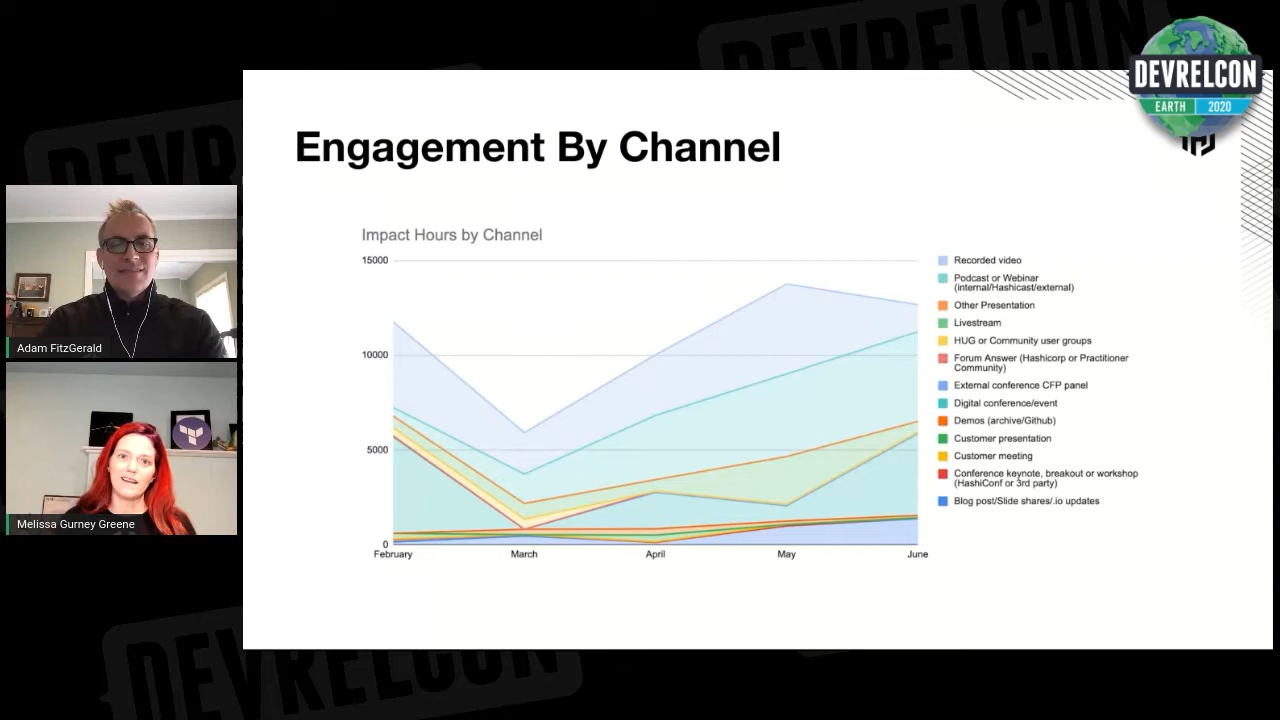 DEVRELCON
DEVRELCON
EARTH 2020
Engagement By Channel
Impact Hours by Channel
15000
10000
5000
0
February March April May June
Recorded video
Podcast or Webinar
(internal/Hashicast/external)
Other Presentation
Livestream
HUG or Community user groups
Forum Answer (Hashicorp or Practitioner
Community)
External conference CFP panel
Digital conference/event
Demos (archive/Github)
Customer presentation
Customer meeting
Conference keynote, breakout or workshop
(HashiConf or 3rd party)
Blog post/Slide shares/.io updates
Adam FitzGerald
Melissa Gurney Greene
DEVRELCON